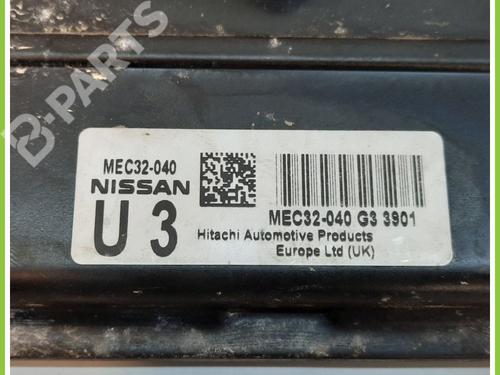 B-PARTS
MEC32-040
NISSAN
U 3
MEC32-040 G3 3901
Hitachi Automotive Products
Europe Ltd (UK)